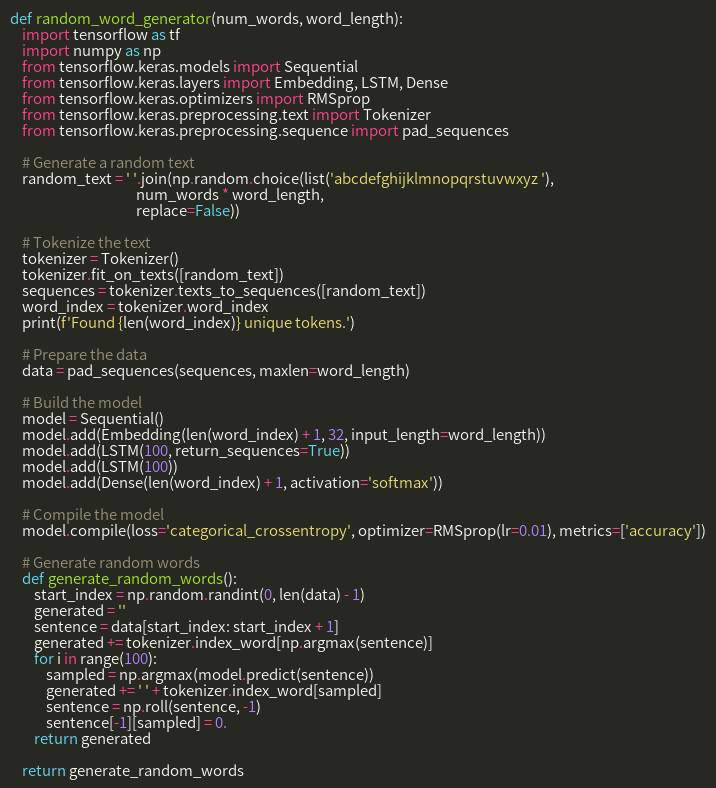 def random_word_generator(num_words, word_length):
    import tensorflow as tf
    import numpy as np
    from tensorflow.keras.models import Sequential
    from tensorflow.keras.layers import Embedding, LSTM, Dense
    from tensorflow.keras.optimizers import RMSprop
    from tensorflow.keras.preprocessing.text import Tokenizer
    from tensorflow.keras.preprocessing.sequence import pad_sequences

    # Generate a random text
    random_text = ' '.join(np.random.choice(list('abcdefghijklmnopqrstuvwxyz '),
                                            num_words * word_length,
                                            replace=False))

    # Tokenize the text
    tokenizer = Tokenizer()
    tokenizer.fit_on_texts([random_text])
    sequences = tokenizer.texts_to_sequences([random_text])
    word_index = tokenizer.word_index
    print(f'Found {len(word_index)} unique tokens.')

    # Prepare the data
    data = pad_sequences(sequences, maxlen=word_length)

    # Build the model
    model = Sequential()
    model.add(Embedding(len(word_index) + 1, 32, input_length=word_length))
    model.add(LSTM(100, return_sequences=True))
    model.add(LSTM(100))
    model.add(Dense(len(word_index) + 1, activation='softmax'))

    # Compile the model
    model.compile(loss='categorical_crossentropy', optimizer=RMSprop(lr=0.01), metrics=['accuracy'])

    # Generate random words
    def generate_random_words():
        start_index = np.random.randint(0, len(data) - 1)
        generated = ''
        sentence = data[start_index: start_index + 1]
        generated += tokenizer.index_word[np.argmax(sentence)]
        for i in range(100):
            sampled = np.argmax(model.predict(sentence))
            generated += ' ' + tokenizer.index_word[sampled]
            sentence = np.roll(sentence, -1)
            sentence[-1][sampled] = 0.
        return generated

    return generate_random_words